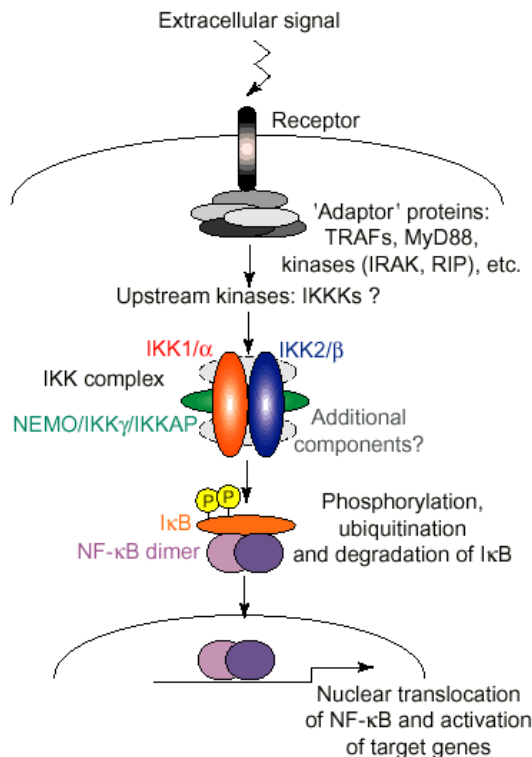 Extracellular signal
Receptor
'Adaptor' proteins:
TRAFs, MyD88,
kinases (IRAK, RIP), etc.
Upstream kinases: IKKKs ?
IKK1/α
IKK2/β
IKK complex
NEMO/IKKγ/IKKAP
Additional
components?
P
P
IκB
NF-κB dimer
Phosphorylation,
ubiquitination
and degradation of IκB
Nuclear translocation
of NF-κB and activation
of target genes